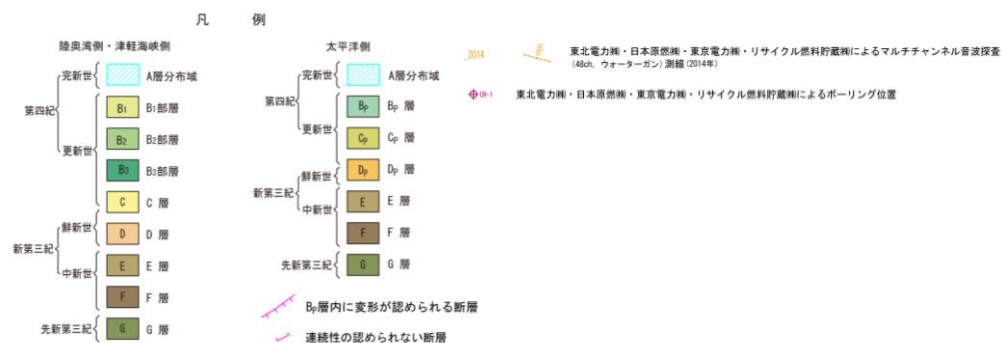 凡 例
陸奥湾側・津軽海峡側
第四紀
完新世
A層分布域
更新世
B1 B1部層
B2 B2部層
B3 B3部層
C C 層
新第三紀
鮮新世
D D 層
中新世
E E 層
F F 層
先新第三紀
G G 層
太平洋側
第四紀
完新世
A層分布域
更新世
BP BP 層
CP CP 層
新第三紀
鮮新世
DP DP 層
中新世
E E 層
F F 層
先新第三紀
G G 層
BP層内に変形が認められる断層
連続性の認められない断層
2014
東北電力㈱・日本原燃㈱・東京電力㈱・リサイクル燃料貯蔵㈱によるマルチチャンネル音波探査
(48ch、ウォーターガン)測線(2014年)
東北電力㈱・日本原燃㈱・東京電力㈱・リサイクル燃料貯蔵㈱によるボーリング位置